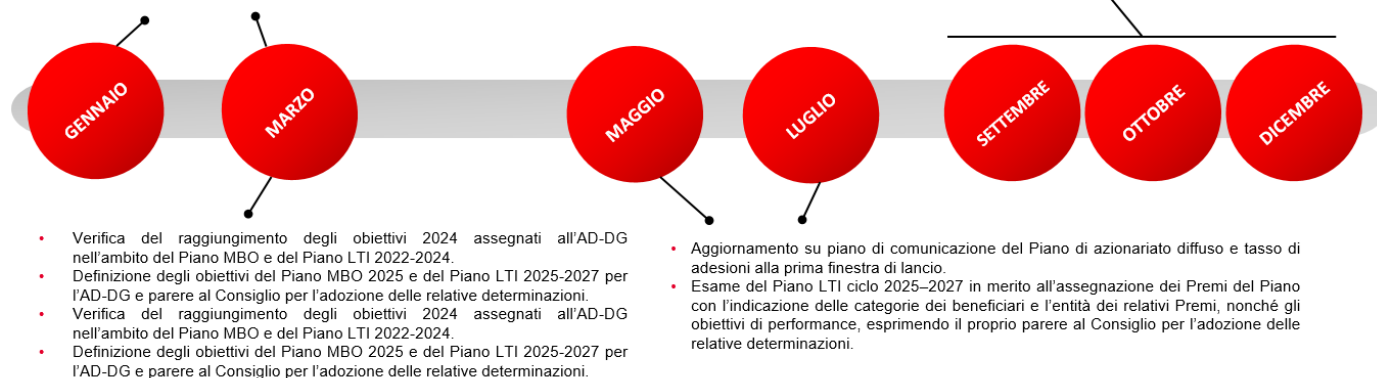 GENNAIO
MARZO
MAGGIO
LUGLIO
SETTEMBRE
OTTOBRE
DICEMBRE
• Verifica del raggiungimento degli obiettivi 2024 assegnati all'AD-DG
nell'ambito del Piano MBO e del Piano LTI 2022-2024.
• Definizione degli obiettivi del Piano MBO 2025 e del Piano LTI 2025-2027 per
l'AD-DG e parere al Consiglio per l'adozione delle relative determinazioni.
• Verifica del raggiungimento degli obiettivi 2024 assegnati all'AD-DG
nell'ambito del Piano MBO e del Piano LTI 2022-2024.
• Definizione degli obiettivi del Piano MBO 2025 e del Piano LTI 2025-2027 per
l'AD-DG e parere al Consiglio per l'adozione delle relative determinazioni.
• Aggiornamento su piano di comunicazione del Piano di azionariato diffuso e tasso di
adesioni alla prima finestra di lancio.
• Esame del Piano LTI ciclo 2025–2027 in merito all'assegnazione dei Premi del Piano
con l'indicazione delle categorie dei beneficiari e l'entità dei relativi Premi, nonché gli
obiettivi di performance, esprimendo il proprio parere al Consiglio per l'adozione delle
relative determinazioni.